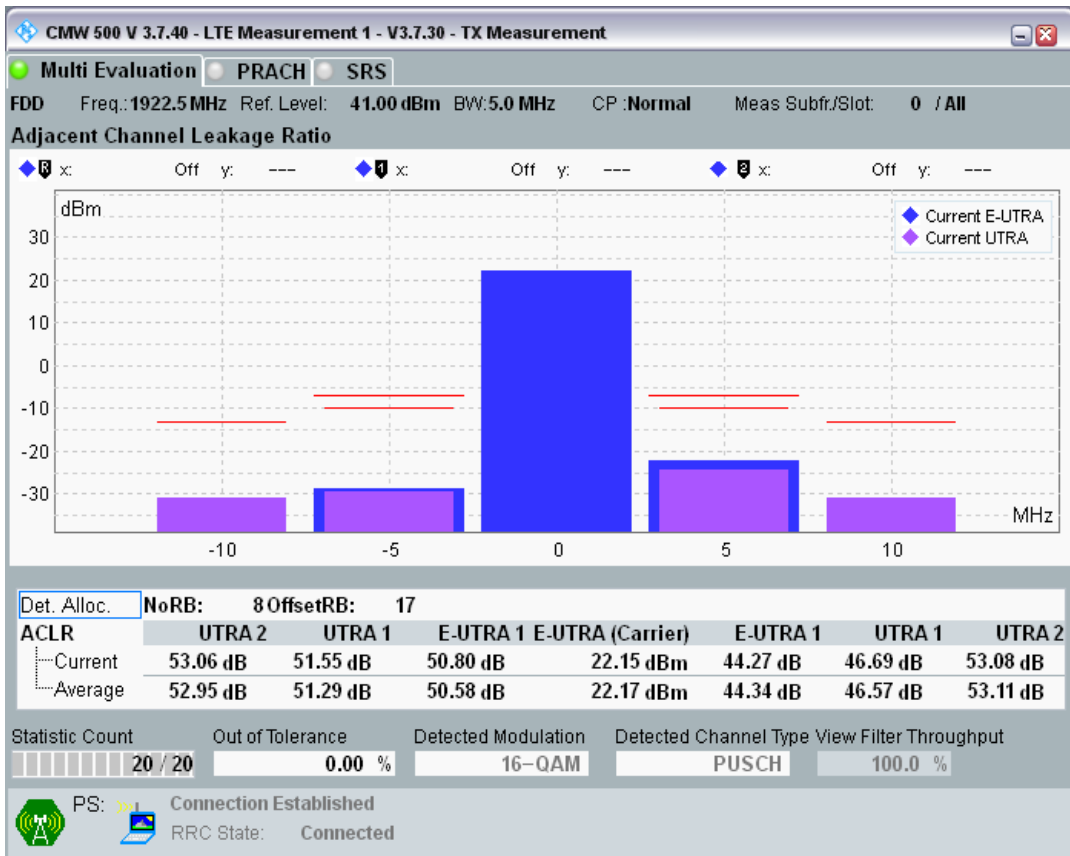 CMW 500 V 3.7.40 - LTE Measurement 1 - V3.7.30 - TX Measurement
Multi Evaluation PRACH SRS
FDD Freq.:1922.5 MHz Ref. Level: 41.00 dBm BW:5.0 MHz CP :Normal Meas Subfr./Slot: 0 / All
Adjacent Channel Leakage Ratio
R x: Off y: --- 1 x: Off y: --- 2 x: Off y: ---
dBm
Current E-UTRA
Current UTRA
30
20
10
0
-10
-20
-30
MHz
-10 -5 0 5 10
Det. Alloc. NoRB: 8 OffsetRB: 17
ACLR UTRA 2 UTRA 1 E-UTRA 1 E-UTRA (Carrier) E-UTRA 1 UTRA 1 UTRA 2
Current 53.06 dB 51.55 dB 50.80 dB 22.15 dBm 44.27 dB 46.69 dB 53.08 dB
Average 52.95 dB 51.29 dB 50.58 dB 22.17 dBm 44.34 dB 46.57 dB 53.11 dB
Statistic Count Out of Tolerance Detected Modulation Detected Channel Type View Filter Throughput
20 / 20 0.00 % 16-QAM PUSCH 100.0 %
PS: Connection Established
RRC State: Connected